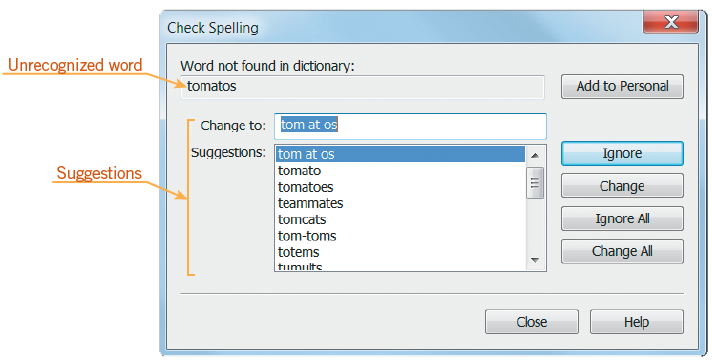 Check Spelling
Unrecognized word
Word not found in dictionary:
tomatos
Add to Personal
Change to:
tom at os
Suggestions:
Suggestions
tom at os
tomato
tomatoes
teammates
tomcats
tom-toms
totems
tumults
Ignore
Change
Ignore All
Change All
Close
Help